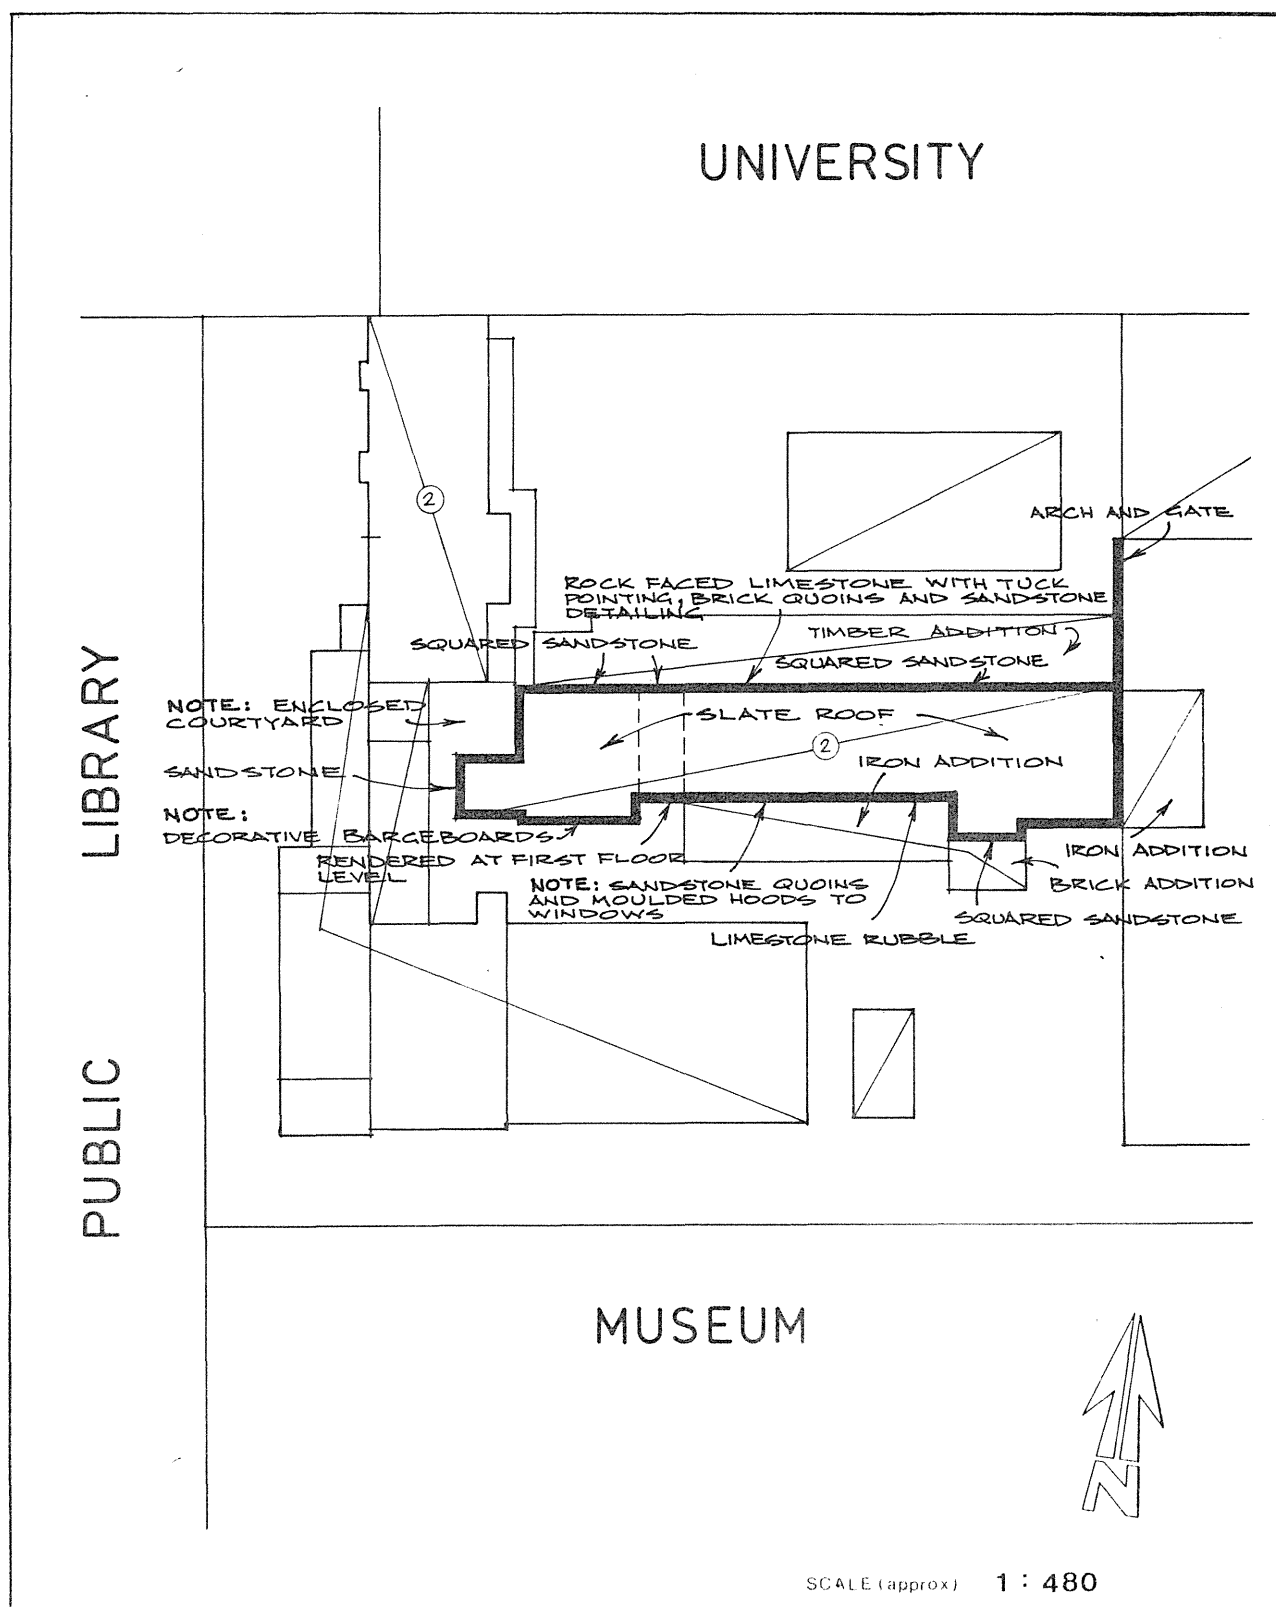 UNIVERSITY
2
ARCH AND GATE
ROCK FACED LIMESTONE WITH TUCK
POINTING, BRICK QUOINS AND SANDSTONE
DETAILING
TIMBER ADDITION
SQUARED SANDSTONE
SQUARED SANDSTONE
NOTE: ENCLOSED
COURTYARD
SLATE ROOF
2
IRON ADDITION
SANDSTONE
NOTE:
DECORATIVE BARGEBOARDS
RENDERED AT FIRST FLOOR
LEVEL
IRON ADDITION
BRICK ADDITION
NOTE: SANDSTONE QUOINS
AND MOULDED HOODS TO
WINDOWS
SQUARED SANDSTONE
LIMESTONE RUBBLE
PUBLIC LIBRARY
MUSEUM
N
SCALE (approx) 1 : 480